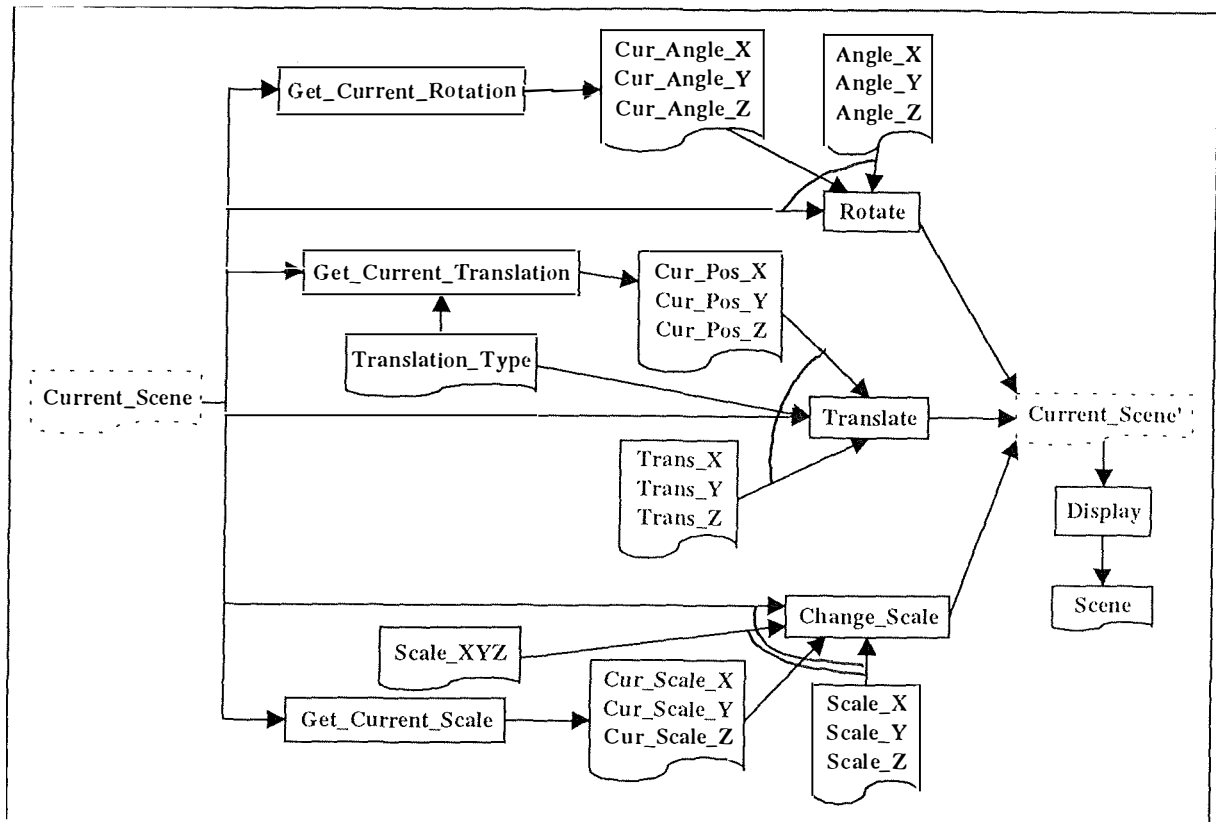 Get_Current_Rotation
Cur_Angle_X
Cur_Angle_Y
Cur_Angle_Z
Angle_X
Angle_Y
Angle_Z
Rotate
Get_Current_Translation
Cur_Pos_X
Cur_Pos_Y
Cur_Pos_Z
Translation_Type
Current_Scene
Translate
Current_Scene'
Trans_X
Trans_Y
Trans_Z
Display
Scene
Change_Scale
Scale_XYZ
Get_Current_Scale
Cur_Scale_X
Cur_Scale_Y
Cur_Scale_Z
Scale_X
Scale_Y
Scale_Z